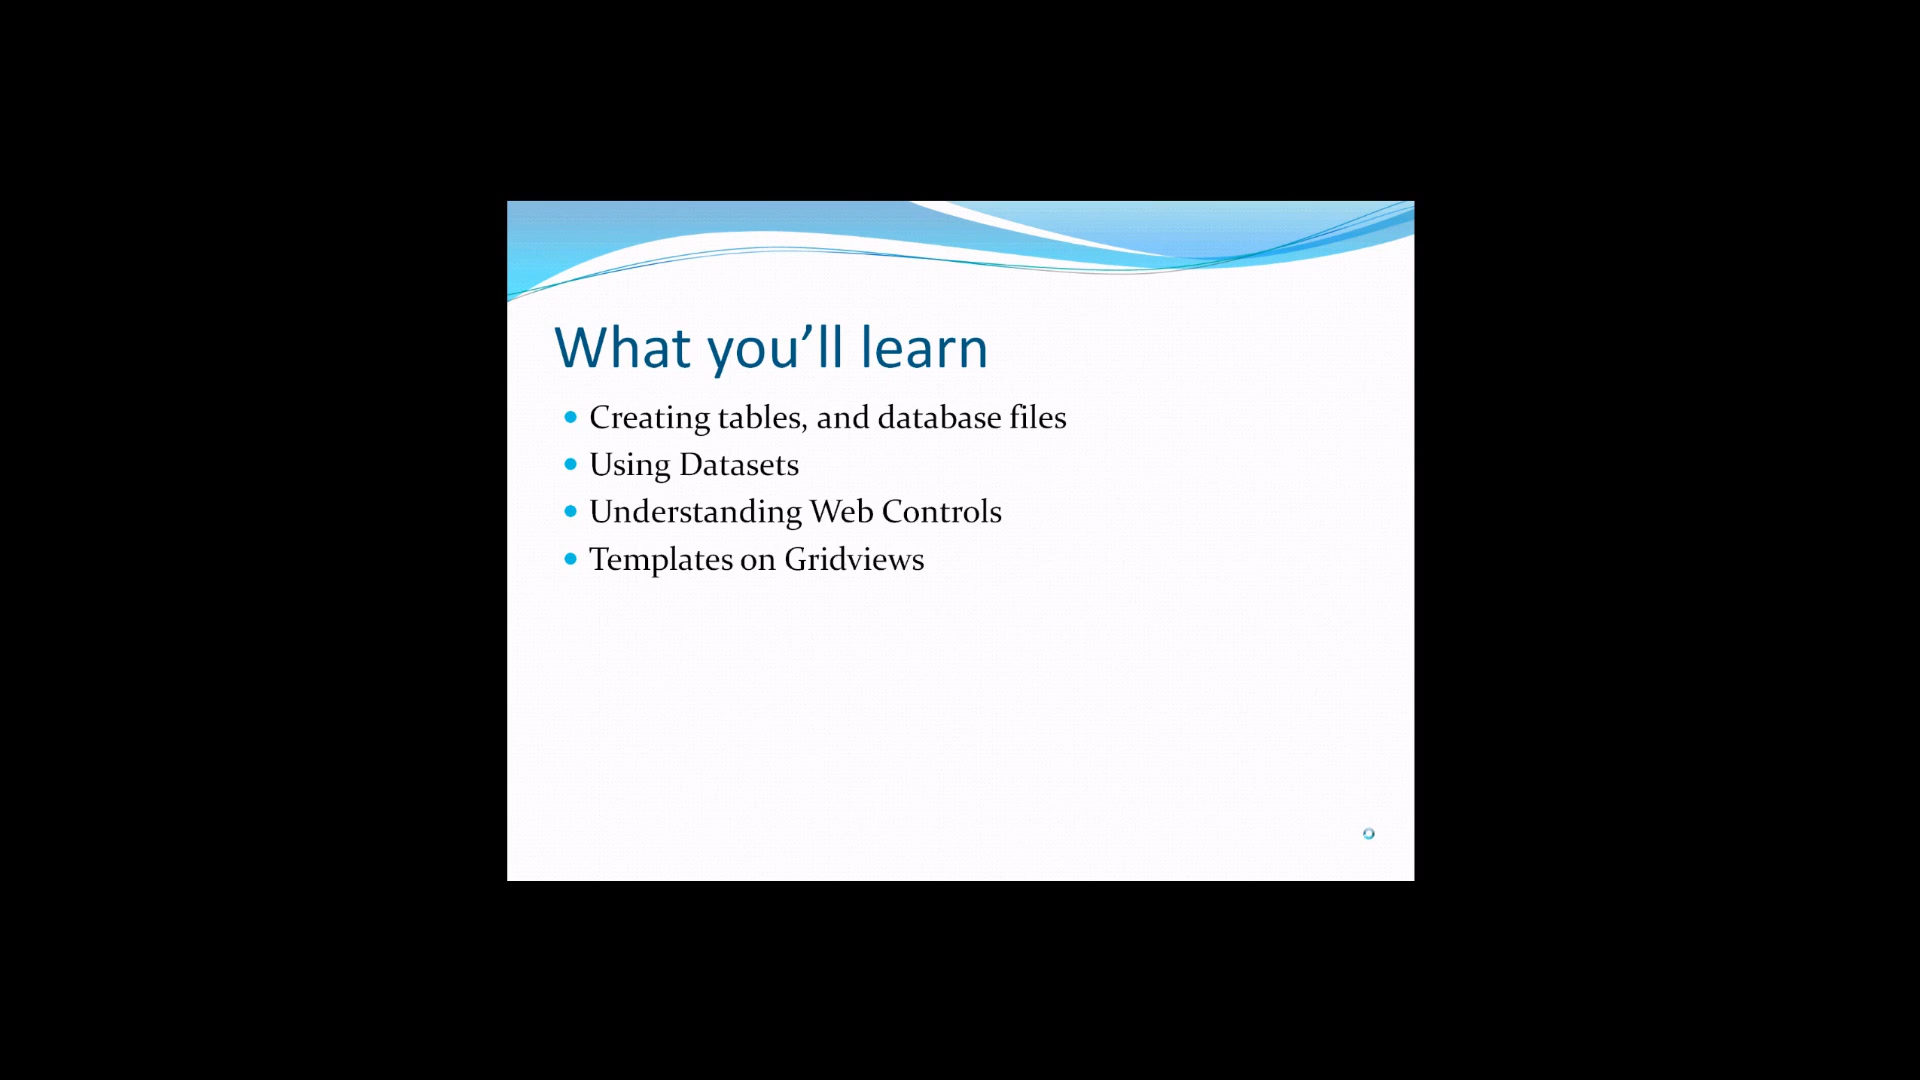 What you’ll learn
Creating tables, and database files
Using Datasets
Understanding Web Controls
Templates on Gridviews